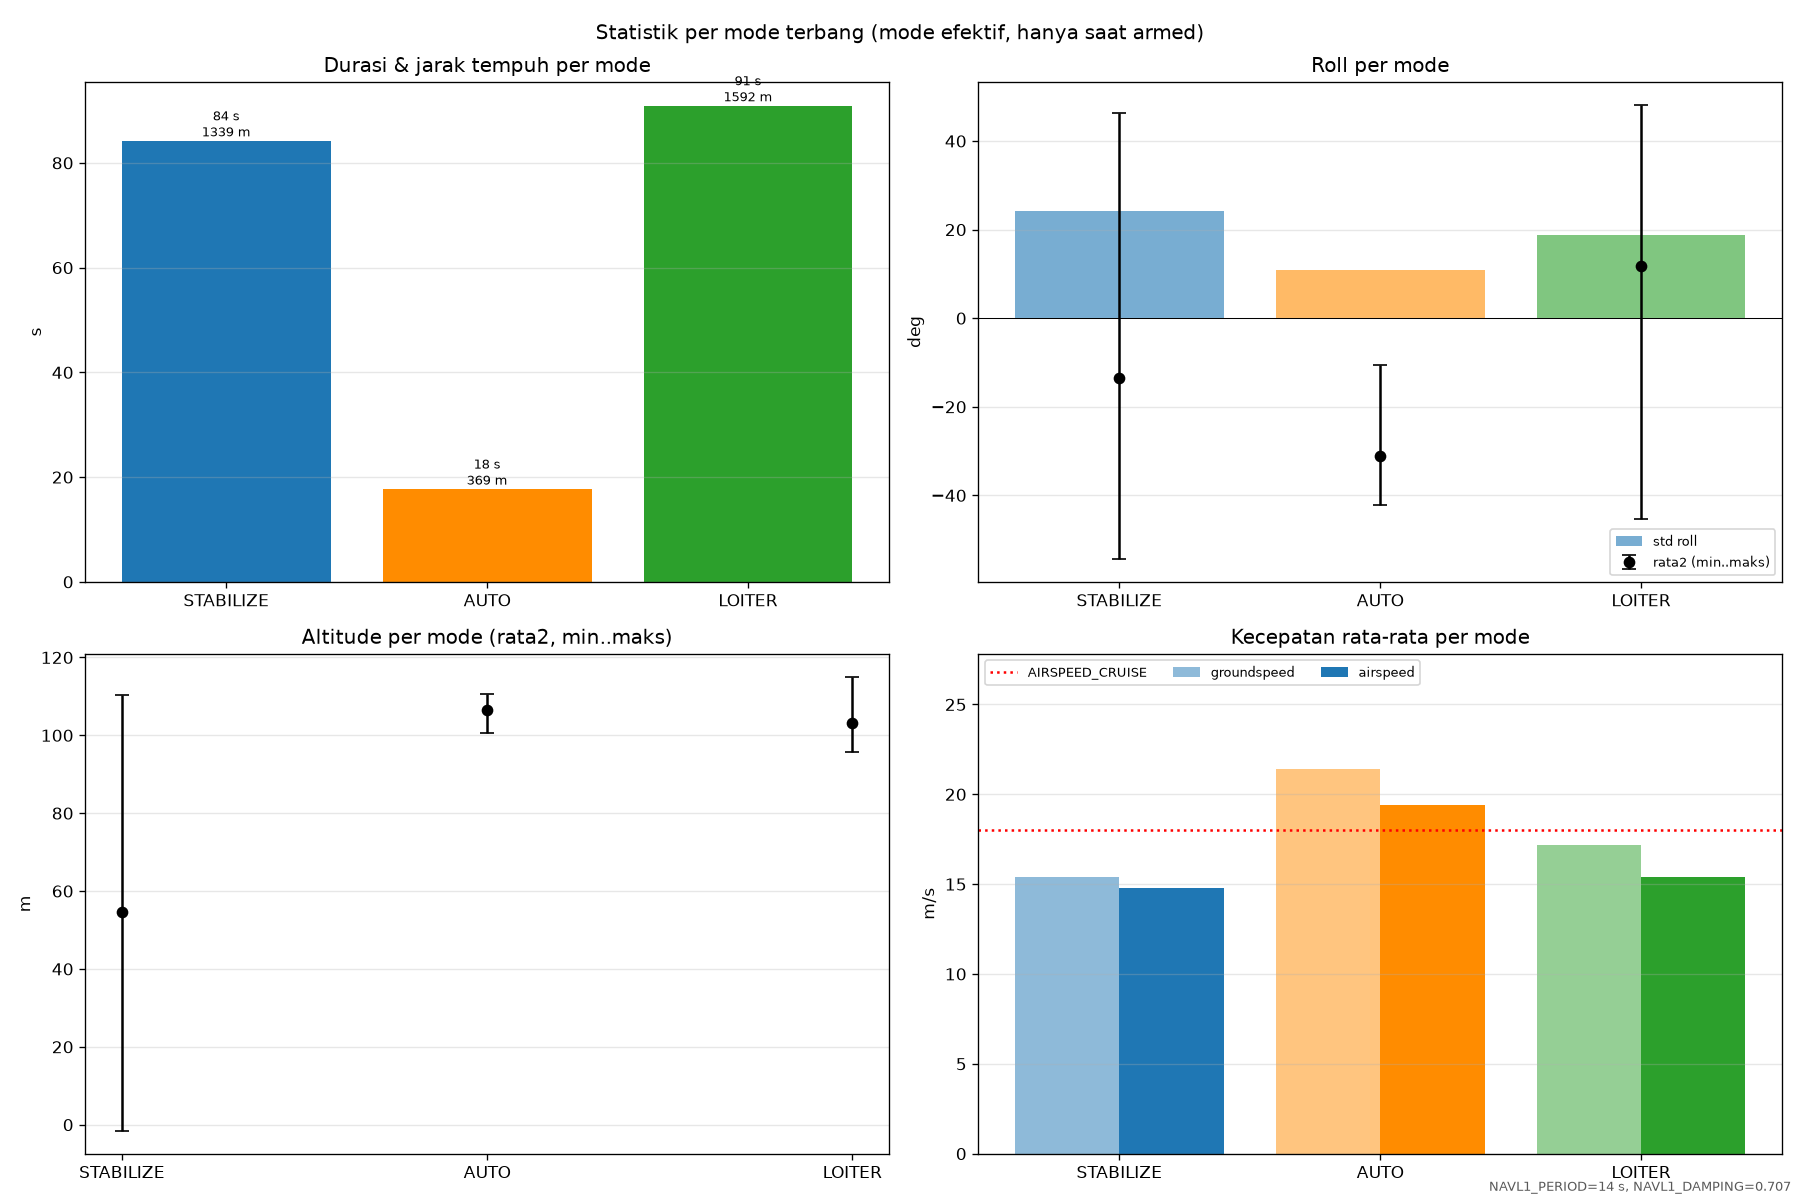 Statistik per mode terbang (mode efektif, hanya saat armed)
Durasi & jarak tempuh per mode
84 s
1339 m
18 s
369 m
91 s
1592 m
80
60
40
20
0
s
STABILIZE
AUTO
LOITER
Roll per mode
40
20
0
−20
−40
deg
std roll
rata2 (min..maks)
STABILIZE
AUTO
LOITER
Altitude per mode (rata2, min..maks)
120
100
80
60
40
20
0
m
STABILIZE
AUTO
LOITER
Kecepatan rata-rata per mode
AIRSPEED_CRUISE
groundspeed
airspeed
25
20
15
10
5
0
m/s
STABILIZE
AUTO
LOITER
NAVL1_PERIOD=14 s, NAVL1_DAMPING=0.707